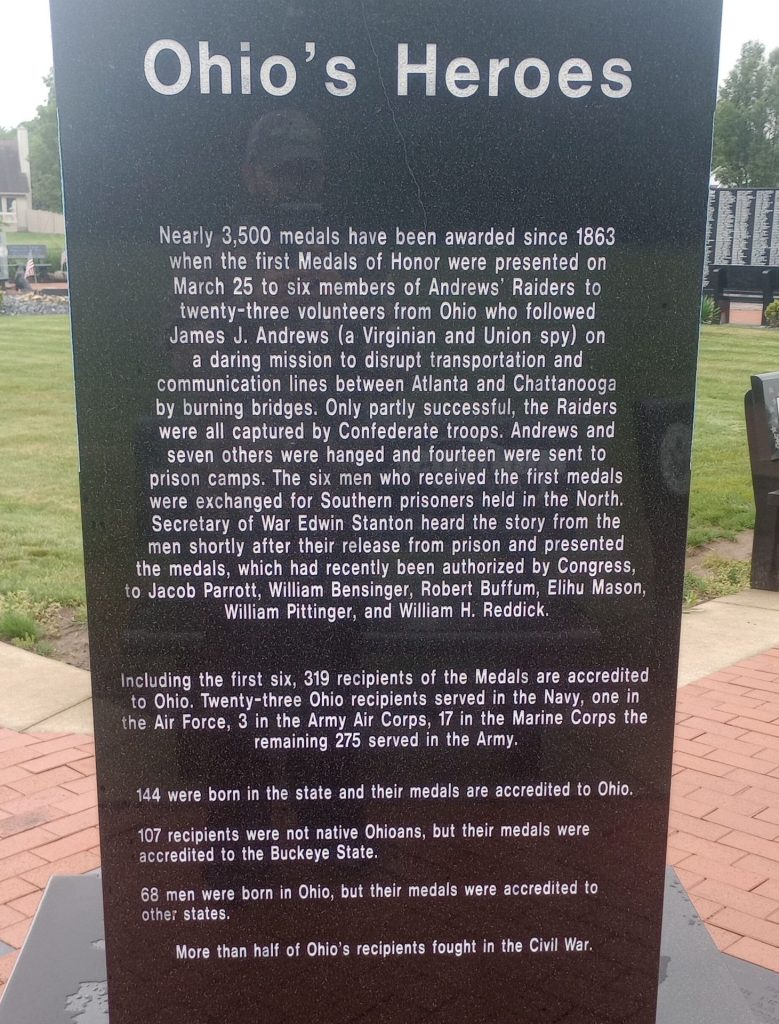 Ohio's Heroes
Nearly 3,500 medals have been awarded since 1863
when the first Medals of Honor were presented on
March 25 to six members of Andrews' Raiders to
twenty-three volunteers from Ohio who followed
James J. Andrews (a Virginian and Union spy) on
a daring mission to disrupt transportation and
communication lines between Atlanta and Chattanooga
by burning bridges. Only partly successful, the Raiders
were all captured by Confederate troops. Andrews and
seven others were hanged and fourteen were sent to
prison camps. The six men who received the first medals
were exchanged for Southern prisoners held in the North.
Secretary of War Edwin Stanton heard the story from the
men shortly after their release from prison and presented
the medals, which had recently been authorized by Congress,
to Jacob Parrott, William Bensinger, Robert Buffum, Elihu Mason,
William Pittinger, and William H. Reddick.
Including the first six, 319 recipients of the Medals are accredited
to Ohio. Twenty-three Ohio recipients served in the Navy, one in
the Air Force, 3 in the Army Air Corps, 17 in the Marine Corps the
remaining 275 served in the Army.
144 were born in the state and their medals are accredited to Ohio.
107 recipients were not native Ohioans, but their medals were
accredited to the Buckeye State.
68 men were born in Ohio, but their medals were accredited to
other states.
More than half of Ohio's recipients fought in the Civil War.